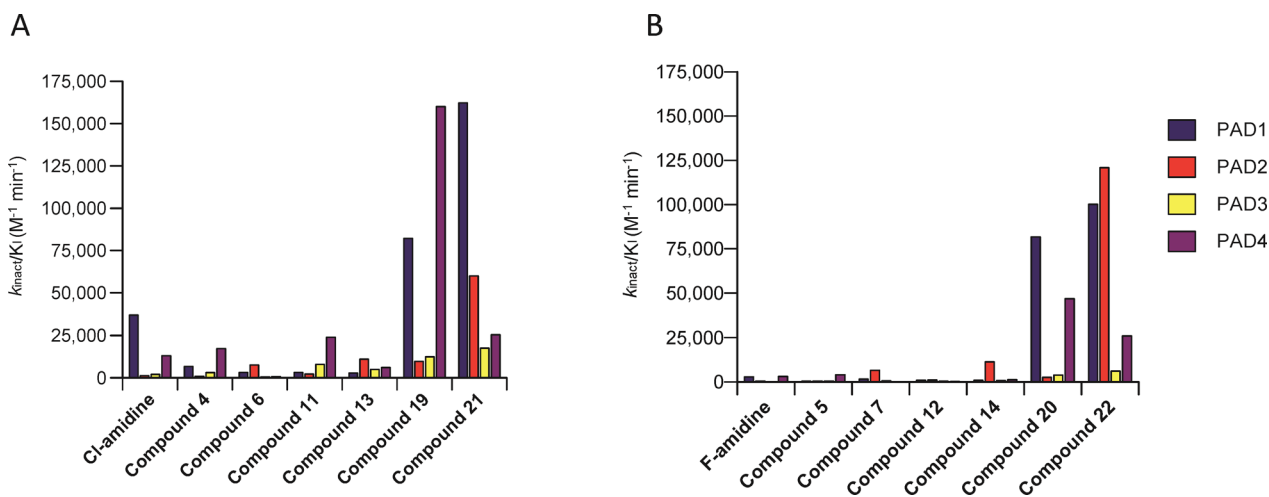 A
kinact/KI (M-1 min-1)
175,000
150,000
125,000
100,000
75,000
50,000
25,000
0
Cl-amidine
Compound 4
Compound 6
Compound 11
Compound 13
Compound 19
Compound 21
B
kinact/KI (M-1 min-1)
175,000
150,000
125,000
100,000
75,000
50,000
25,000
0
F-amidine
Compound 5
Compound 7
Compound 12
Compound 14
Compound 20
Compound 22
PAD1
PAD2
PAD3
PAD4